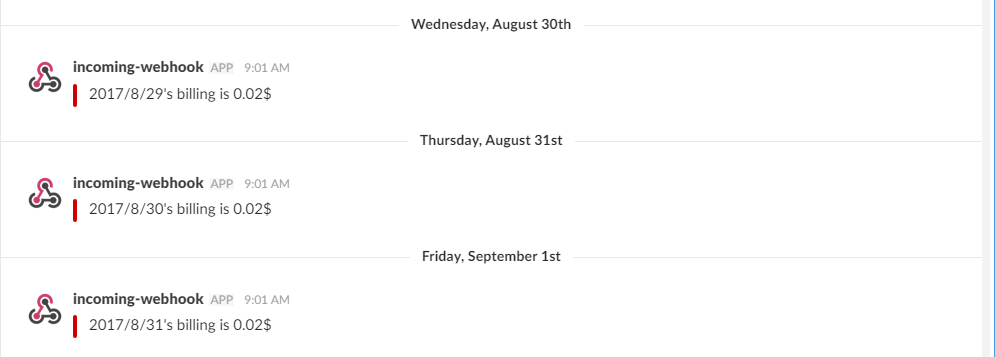 Wednesday, August 30th
incoming-webhook APP 9:01 AM
2017/8/29's billing is 0.02$
Thursday, August 31st
incoming-webhook APP 9:01 AM
2017/8/30's billing is 0.02$
Friday, September 1st
incoming-webhook APP 9:01 AM
2017/8/31's billing is 0.02$